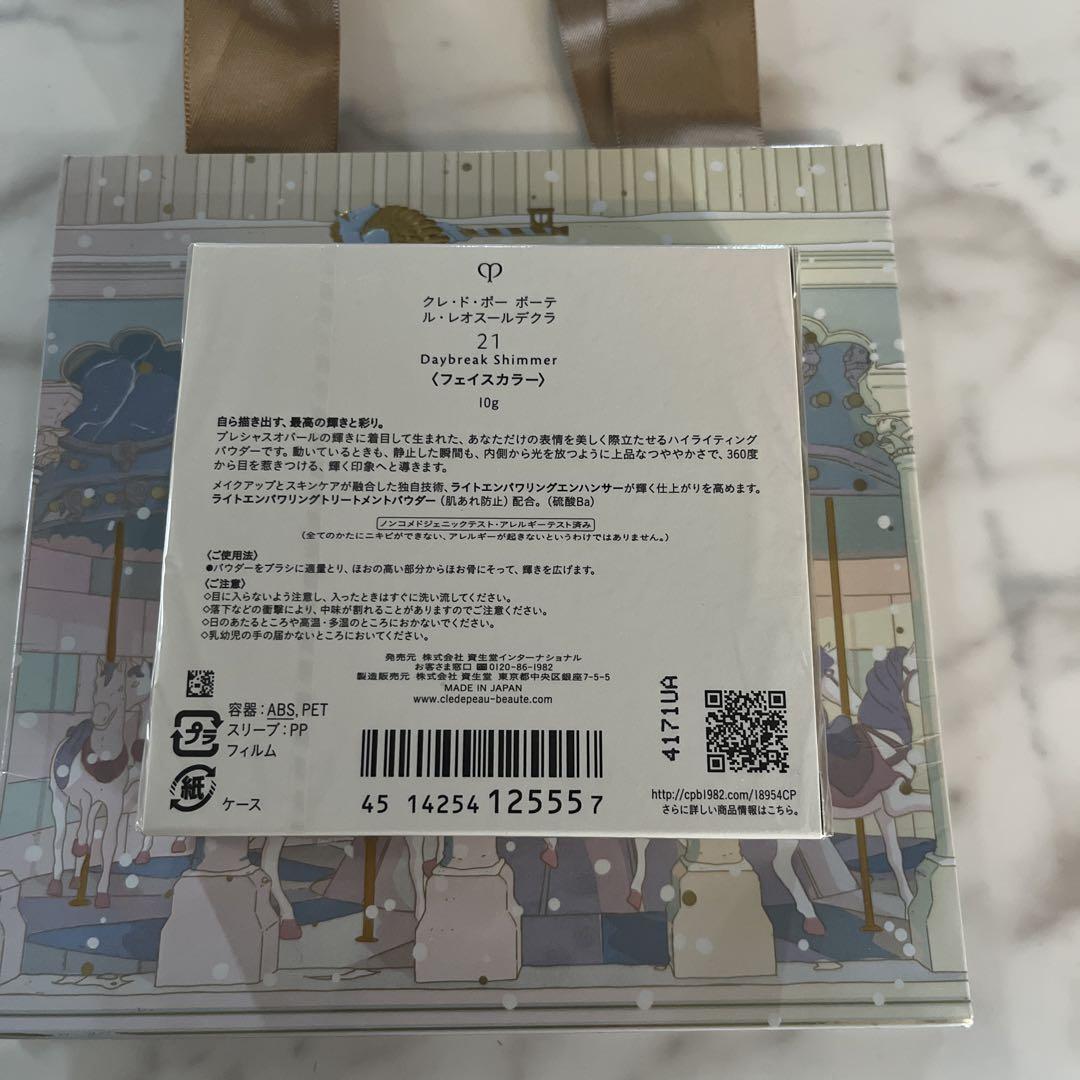 クレ・ド・ポー ボーテ
ル・レオスールデクラ
21
Daybreak Shimmer
〈フェイスカラー〉
10g
自ら描き出す、最高の輝きと彩り。
プレシャスオパールの輝きに着目して生まれた、あなただけの表情を美しく際立たせるハイライティング
パウダーです。動いているときも、静止した瞬間も、内側から光を放つように上品なつややかさで、360度
から目を惹きつける、輝く印象へと導きます。
メイクアップとスキンケアが融合した独自技術、ライトエンパワリングエンハンサーが輝く仕上がりを高めます。
ライトエンパワリングトリートメントパウダー（肌あれ防止）配合。（硫酸Ba）
ノンコメドジェニックテスト・アレルギーテスト済み
（全てのかたにニキビができない、アレルギーが起きないというわけではありません。）
〈ご使用法〉
●パウダーをブラシに適量とり、ほおの高い部分からほお骨にそって、輝きを広げます。
〈ご注意〉
◇目に入らないよう注意し、入ったときはすぐに洗い流してください。
◇落下などの衝撃により、中味が割れることがありますのでご注意ください。
◇日のあたるところや高温・多湿のところにおかないでください。
◇乳幼児の手の届かないところにおいてください。
発売元 株式会社 資生堂インターナショナル
お客さま窓口 0120-86-1982
製造販売元 株式会社 資生堂 東京都中央区銀座7-5-5
MADE IN JAPAN
www.cledepeau-beaute.com
プラ
容器：ABS, PET
スリーブ：PP
フィルム
紙
ケース
45 14254 12555 7
4171UA
http://cpb1982.com/18954CP
さらに詳しい商品情報はこちら。